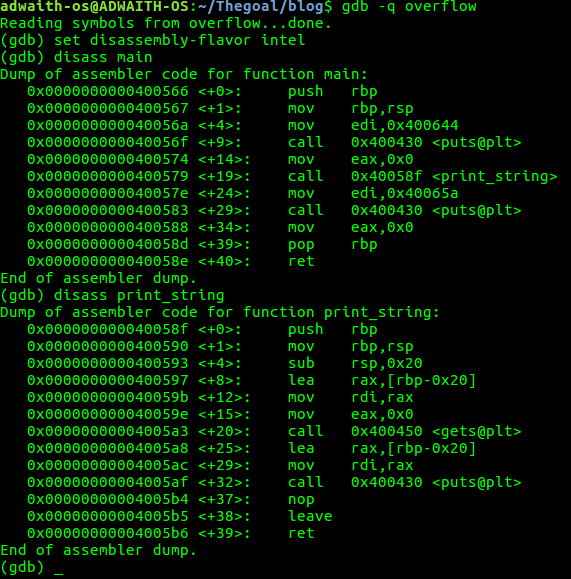 adwaith-os@ADWAITH-OS:~/Thegoal/blog$ gdb -q overflow
Reading symbols from overflow...done.
(gdb) set disassembly-flavor intel
(gdb) disass main
Dump of assembler code for function main:
   0x0000000000400566 <+0>:     push   rbp
   0x0000000000400567 <+1>:     mov    rbp,rsp
   0x000000000040056a <+4>:     mov    edi,0x400644
   0x000000000040056f <+9>:     call   0x400430 <puts@plt>
   0x0000000000400574 <+14>:    mov    eax,0x0
   0x0000000000400579 <+19>:    call   0x40058f <print_string>
   0x000000000040057e <+24>:    mov    edi,0x40065a
   0x0000000000400583 <+29>:    call   0x400430 <puts@plt>
   0x0000000000400588 <+34>:    mov    eax,0x0
   0x000000000040058d <+39>:    pop    rbp
   0x000000000040058e <+40>:    ret
End of assembler dump.
(gdb) disass print_string
Dump of assembler code for function print_string:
   0x000000000040058f <+0>:     push   rbp
   0x0000000000400590 <+1>:     mov    rbp,rsp
   0x0000000000400593 <+4>:     sub    rsp,0x20
   0x0000000000400597 <+8>:     lea    rax,[rbp-0x20]
   0x000000000040059b <+12>:    mov    rdi,rax
   0x000000000040059e <+15>:    mov    eax,0x0
   0x00000000004005a3 <+20>:    call   0x400450 <gets@plt>
   0x00000000004005a8 <+25>:    lea    rax,[rbp-0x20]
   0x00000000004005ac <+29>:    mov    rdi,rax
   0x00000000004005af <+32>:    call   0x400430 <puts@plt>
   0x00000000004005b4 <+37>:    nop
   0x00000000004005b5 <+38>:    leave
   0x00000000004005b6 <+39>:    ret
End of assembler dump.
(gdb) _